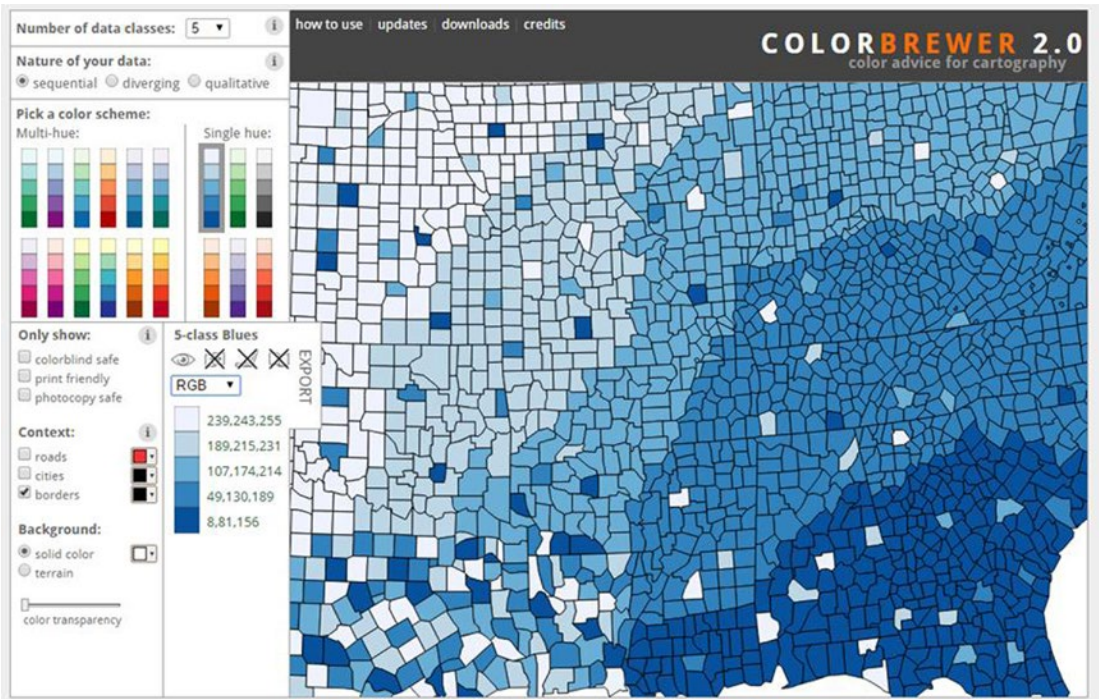 Number of data classes: 5
how to use | updates | downloads | credits
COLORBREWER 2.0
color advice for cartography
Nature of your data:
sequential diverging qualitative
Pick a color scheme:
Multi-hue: Single hue:
Only show:
colorblind safe
print friendly
photocopy safe
Context:
roads
cities
borders
Background:
solid color
terrain
color transparency
5-class Blues
EXPORT
RGB
239,243,255
189,215,231
107,174,214
49,130,189
8,81,156